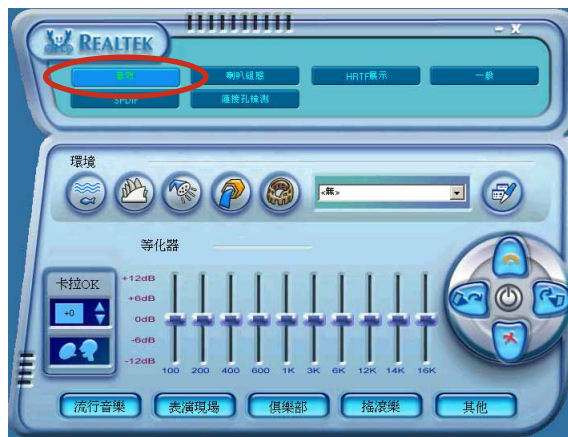 REALTEK
- X
音效 喇叭組態 HRTF展示 一般
SPDIF 連接孔檢測
環境
<無>
等化器
卡拉OK
+0
+12dB
+6dB
0dB
-6dB
-12dB
100 200 400 600 1K 3K 6K 12K 14K 16K
流行音樂 表演現場 俱樂部 搖滾樂 其他